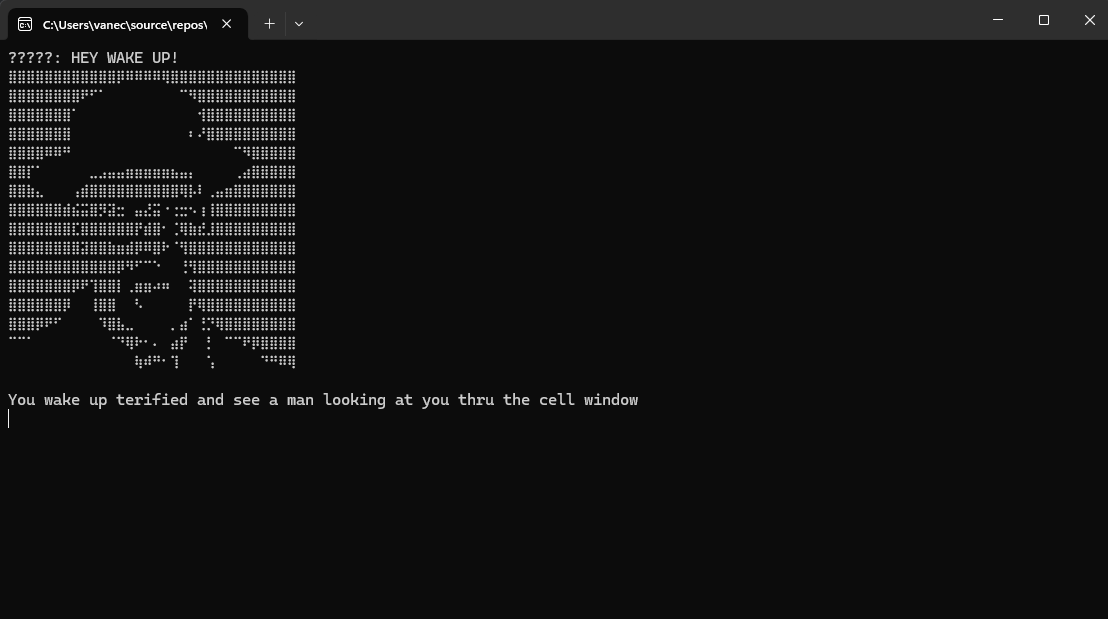 C:\Users\vanec\source\repos\
?????: HEY WAKE UP!
You wake up terified and see a man looking at you thru the cell window